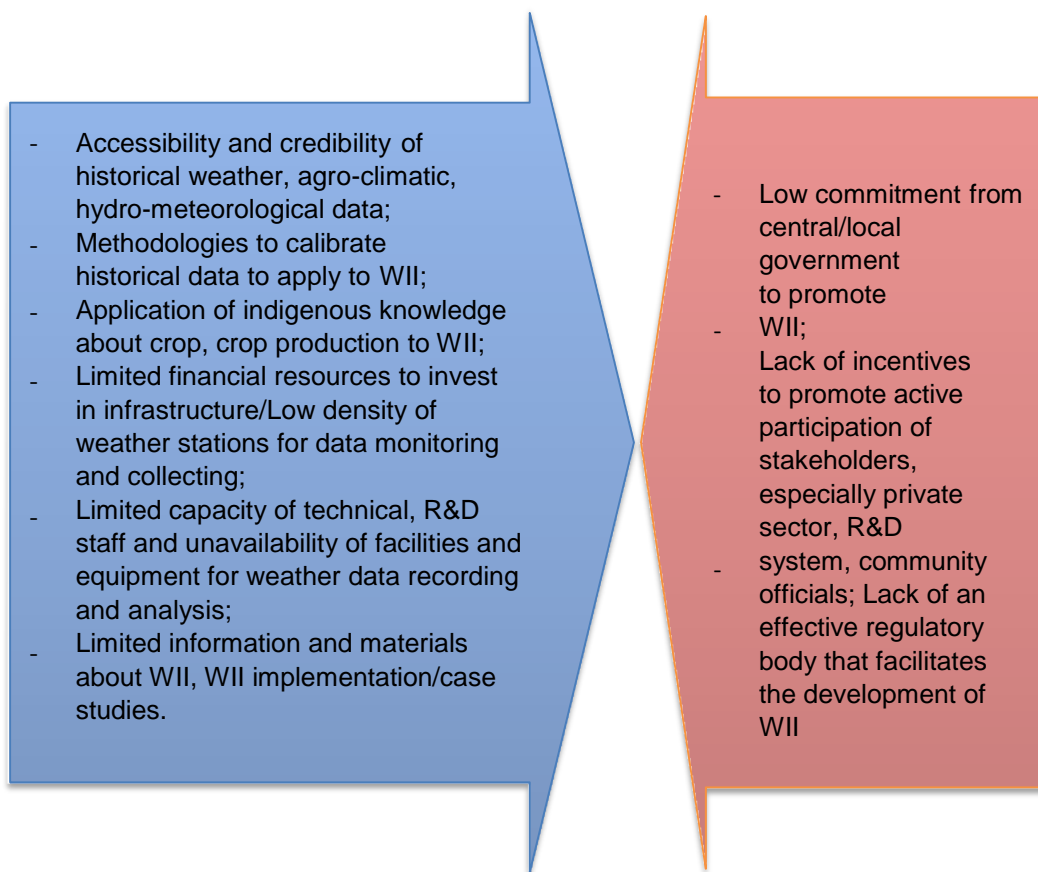 - Accessibility and credibility of
historical weather, agro-climatic,
hydro-meteorological data;
- Methodologies to calibrate
historical data to apply to WII;
- Application of indigenous knowledge
about crop, crop production to WII;
- Limited financial resources to invest
in infrastructure/Low density of
weather stations for data monitoring
and collecting;
- Limited capacity of technical, R&D
staff and unavailability of facilities and
equipment for weather data recording
and analysis;
- Limited information and materials
about WII, WII implementation/case
studies.
- Low commitment from
central/local
government
to promote
- WII;
Lack of incentives
to promote active
participation of
stakeholders,
especially private
sector, R&D
- system, community
officials; Lack of an
effective regulatory
body that facilitates
the development of
WII